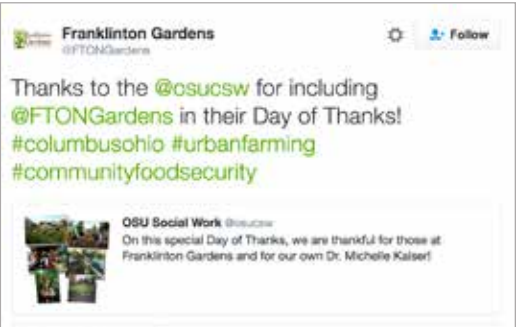 Franklinton Gardens
@FTONGardens
Follow
Thanks to the @osucsw for including
@FTONGardens in their Day of Thanks!
#columbusohio #urbanfarming
#communityfoodsecurity
OSU Social Work @osucsw
On this special Day of Thanks, we are thankful for those at
Franklinton Gardens and for our own Dr. Michelle Kaiser!